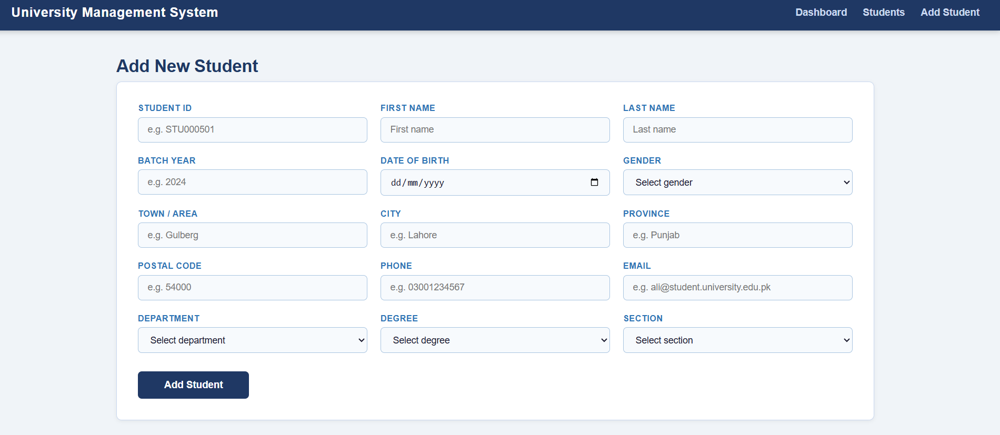 University Management System
Dashboard Students Add Student
Add New Student
STUDENT ID FIRST NAME LAST NAME
e.g. STU000501 First name Last name
BATCH YEAR DATE OF BIRTH GENDER
e.g. 2024 dd/mm/yyyy Select gender
TOWN / AREA CITY PROVINCE
e.g. Gulberg e.g. Lahore e.g. Punjab
POSTAL CODE PHONE EMAIL
e.g. 54000 e.g. 03001234567 e.g. ali@student.university.edu.pk
DEPARTMENT DEGREE SECTION
Select department Select degree Select section
Add Student